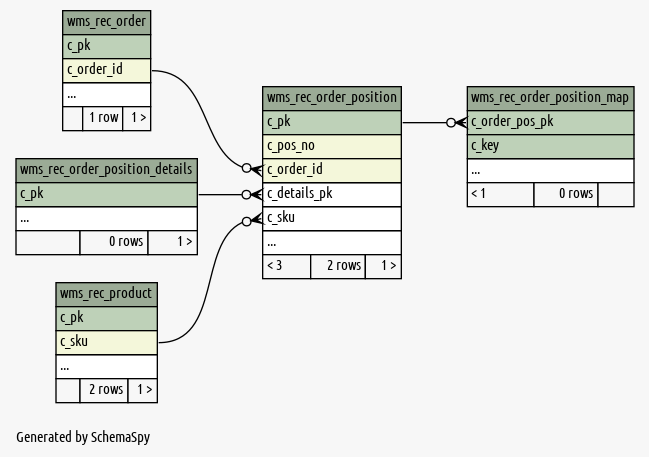 wms_rec_order
c_pk
c_order_id
...
1 row 1 >
wms_rec_order_position_details
c_pk
...
0 rows 1 >
wms_rec_product
c_pk
c_sku
...
2 rows 1 >
wms_rec_order_position
c_pk
c_pos_no
c_order_id
c_details_pk
c_sku
...
< 3 2 rows 1 >
wms_rec_order_position_map
c_order_pos_pk
c_key
...
< 1 0 rows
Generated by SchemaSpy